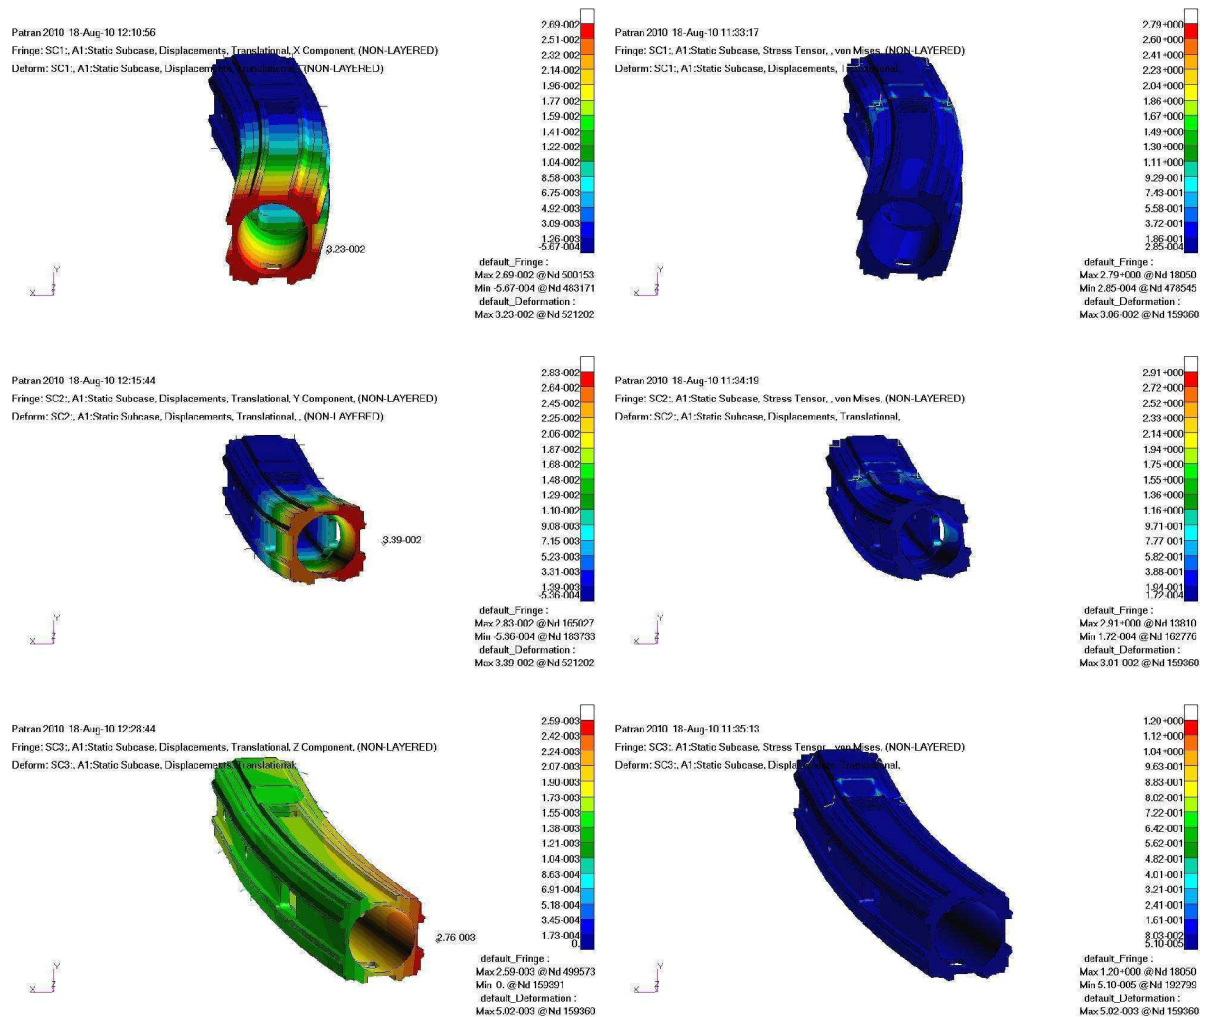 Patran 2010 18-Aug-10 12:10:56
Fringe: SC1:, A1:Static Subcase, Displacements, Translational, X Component, (NON-LAYERED)
Deform: SC1:, A1:Static Subcase, Displacements, Translational, , (NON-LAYERED)
2.69-002
2.51-002
2.32-002
2.14-002
1.96-002
1.77-002
1.59-002
1.41-002
1.22-002
1.04-002
8.58-003
6.75-003
4.92-003
3.09-003
1.26-003
-5.67-004
3.23-002
Y
X
Z
default_Fringe :
Max 2.69-002 @Nd 500153
Min -5.67-004 @Nd 483171
default_Deformation :
Max 3.23-002 @Nd 521202
Patran 2010 18-Aug-10 11:33:17
Fringe: SC1:, A1:Static Subcase, Stress Tensor, , von Mises, (NON-LAYERED)
Deform: SC1:, A1:Static Subcase, Displacements, Translational,
2.79+000
2.60+000
2.41+000
2.23+000
2.04+000
1.86+000
1.67+000
1.49+000
1.30+000
1.11+000
9.29-001
7.43-001
5.58-001
3.72-001
1.86-001
2.85-004
Y
X
Z
default_Fringe :
Max 2.79+000 @Nd 18050
Min 2.85-004 @Nd 478545
default_Deformation :
Max 3.06-002 @Nd 159360
Patran 2010 18-Aug-10 12:15:44
Fringe: SC2:, A1:Static Subcase, Displacements, Translational, Y Component, (NON-LAYERED)
Deform: SC2:, A1:Static Subcase, Displacements, Translational, , (NON-LAYERED)
2.83-002
2.64-002
2.45-002
2.25-002
2.06-002
1.87-002
1.68-002
1.48-002
1.29-002
1.10-002
9.08-003
7.15-003
5.23-003
3.31-003
1.39-003
-5.36-004
3.39-002
Y
X
Z
default_Fringe :
Max 2.83-002 @Nd 165027
Min -5.36-004 @Nd 183733
default_Deformation :
Max 3.39-002 @Nd 521202
Patran 2010 18-Aug-10 11:34:19
Fringe: SC2:, A1:Static Subcase, Stress Tensor, , von Mises, (NON-LAYERED)
Deform: SC2:, A1:Static Subcase, Displacements, Translational,
2.91+000
2.72+000
2.52+000
2.33+000
2.14+000
1.94+000
1.75+000
1.55+000
1.36+000
1.16+000
9.71-001
7.77-001
5.82-001
3.88-001
1.94-001
1.72-004
Y
X
Z
default_Fringe :
Max 2.91+000 @Nd 13810
Min 1.72-004 @Nd 162776
default_Deformation :
Max 3.01-002 @Nd 159360
Patran 2010 18-Aug-10 12:28:44
Fringe: SC3:, A1:Static Subcase, Displacements, Translational, Z Component, (NON-LAYERED)
Deform: SC3:, A1:Static Subcase, Displacements, Translational,
2.59-003
2.42-003
2.24-003
2.07-003
1.90-003
1.73-003
1.55-003
1.38-003
1.21-003
1.04-003
8.63-004
6.91-004
5.18-004
3.45-004
1.73-004
0.
2.76-003
Y
X
Z
default_Fringe :
Max 2.59-003 @Nd 499573
Min 0. @Nd 159391
default_Deformation :
Max 5.02-003 @Nd 159360
Patran 2010 18-Aug-10 11:35:13
Fringe: SC3:, A1:Static Subcase, Stress Tensor, , von Mises, (NON-LAYERED)
Deform: SC3:, A1:Static Subcase, Displacements, Translational,
1.20+000
1.12+000
1.04+000
9.63-001
8.83-001
8.02-001
7.22-001
6.42-001
5.62-001
4.82-001
4.01-001
3.21-001
2.41-001
1.61-001
8.03-002
5.10-005
Y
X
Z
default_Fringe :
Max 1.20+000 @Nd 18050
Min 5.10-005 @Nd 192799
default_Deformation :
Max 5.02-003 @Nd 159360